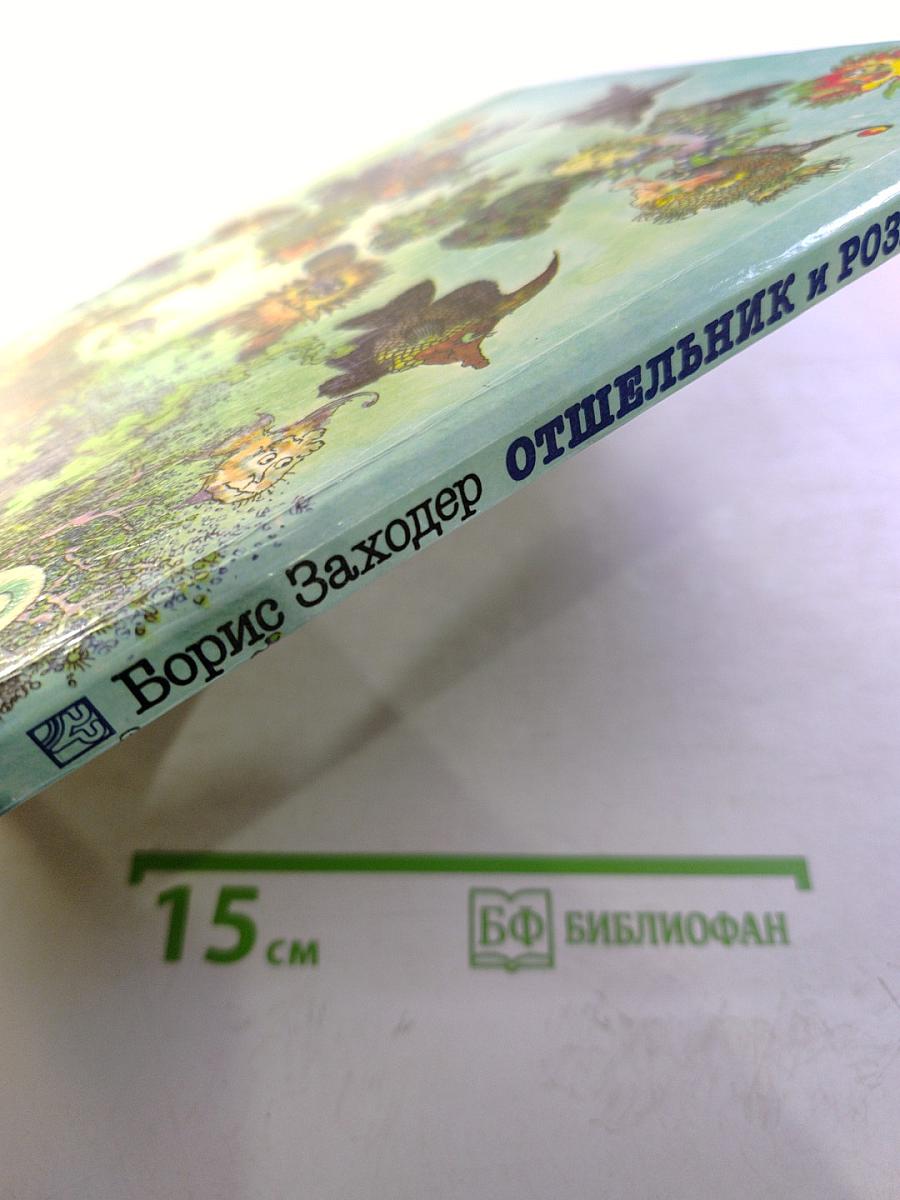 Борис Заходер ОТШЕЛЬНИК и РОЗ
15 см
БФ БИБЛИОФАН